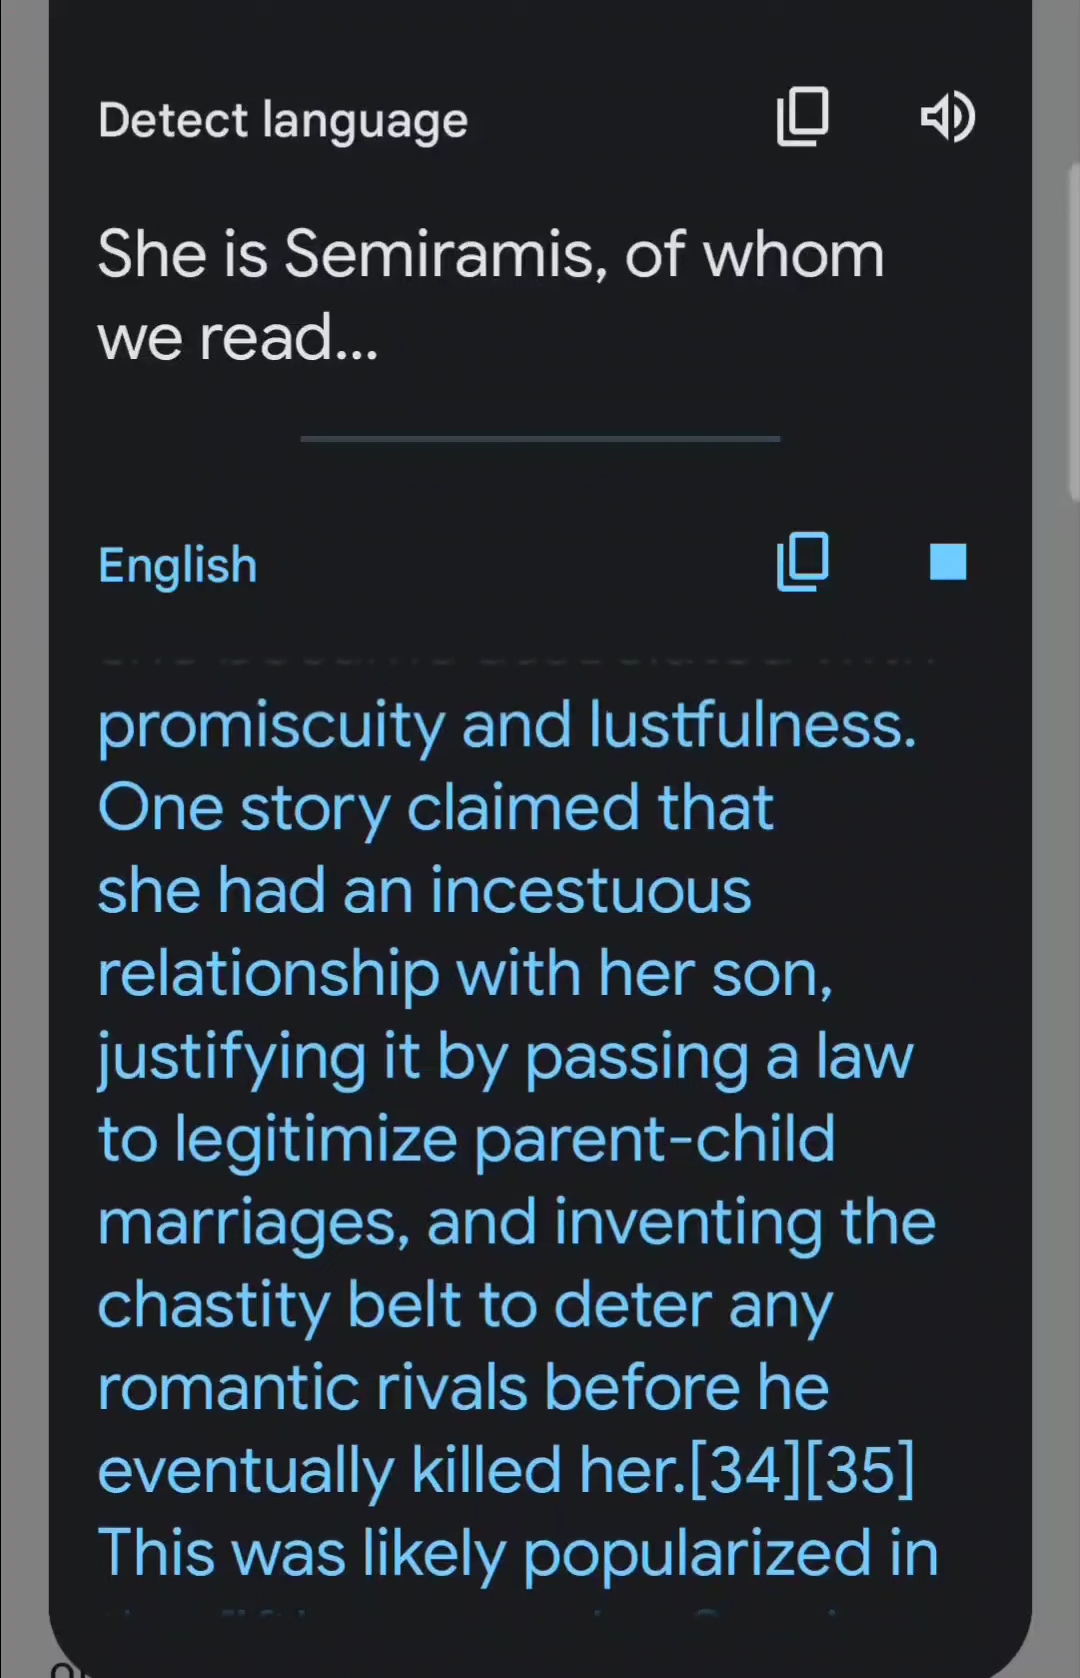 Detect language
She is Semiramis, of whom
we read...
English
promiscuity and lustfulness.
One story claimed that
she had an incestuous
relationship with her son,
justifying it by passing a law
to legitimize parent-child
marriages, and inventing the
chastity belt to deter any
romantic rivals before he
eventually killed her.[34][35]
This was likely popularized in